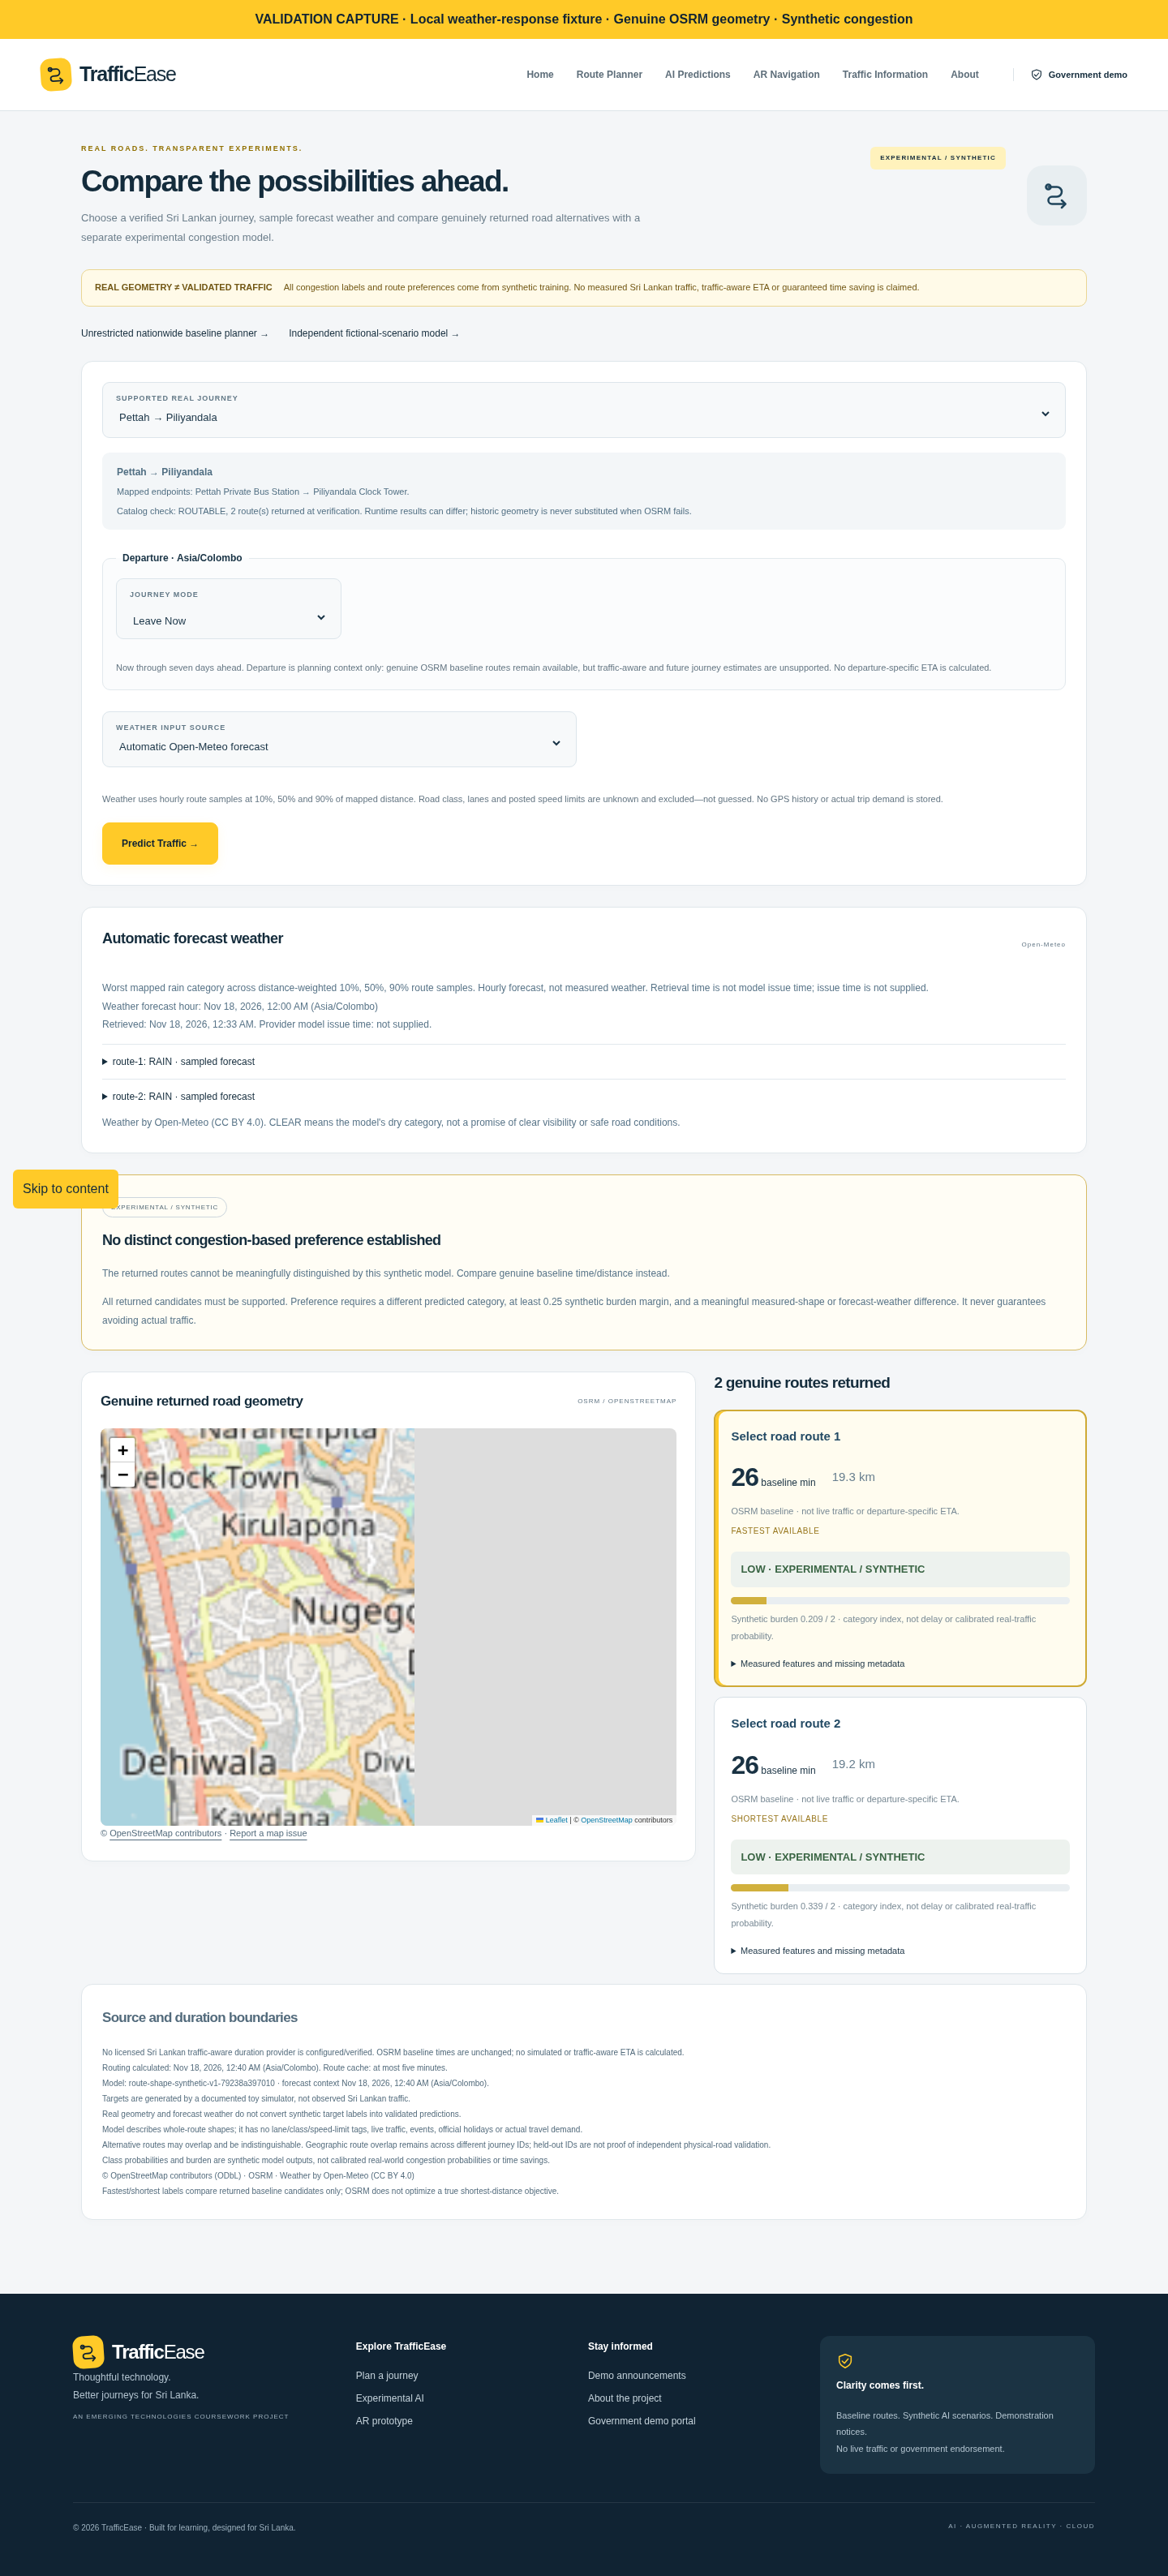 VALIDATION CAPTURE · Local weather-response fixture · Genuine OSRM geometry · Synthetic congestion
TrafficEase
Home
Route Planner
AI Predictions
AR Navigation
Traffic Information
About
Government demo
REAL ROADS. TRANSPARENT EXPERIMENTS.
EXPERIMENTAL / SYNTHETIC
Compare the possibilities ahead.
Choose a verified Sri Lankan journey, sample forecast weather and compare genuinely returned road alternatives with a
separate experimental congestion model.
REAL GEOMETRY ≠ VALIDATED TRAFFIC All congestion labels and route preferences come from synthetic training. No measured Sri Lankan traffic, traffic-aware ETA or guaranteed time saving is claimed.
Unrestricted nationwide baseline planner →
Independent fictional-scenario model →
SUPPORTED REAL JOURNEY
Pettah → Piliyandala
Pettah → Piliyandala
Mapped endpoints: Pettah Private Bus Station → Piliyandala Clock Tower.
Catalog check: ROUTABLE, 2 route(s) returned at verification. Runtime results can differ; historic geometry is never substituted when OSRM fails.
Departure · Asia/Colombo
JOURNEY MODE
Leave Now
Now through seven days ahead. Departure is planning context only: genuine OSRM baseline routes remain available, but traffic-aware and future journey estimates are unsupported. No departure-specific ETA is calculated.
WEATHER INPUT SOURCE
Automatic Open-Meteo forecast
Weather uses hourly route samples at 10%, 50% and 90% of mapped distance. Road class, lanes and posted speed limits are unknown and excluded—not guessed. No GPS history or actual trip demand is stored.
Predict Traffic →
Automatic forecast weather
Open-Meteo
Worst mapped rain category across distance-weighted 10%, 50%, 90% route samples. Hourly forecast, not measured weather. Retrieval time is not model issue time; issue time is not supplied.
Weather forecast hour: Nov 18, 2026, 12:00 AM (Asia/Colombo)
Retrieved: Nov 18, 2026, 12:33 AM. Provider model issue time: not supplied.
route-1: RAIN · sampled forecast
route-2: RAIN · sampled forecast
Weather by Open-Meteo (CC BY 4.0). CLEAR means the model's dry category, not a promise of clear visibility or safe road conditions.
Skip to content
EXPERIMENTAL / SYNTHETIC
No distinct congestion-based preference established
The returned routes cannot be meaningfully distinguished by this synthetic model. Compare genuine baseline time/distance instead.
All returned candidates must be supported. Preference requires a different predicted category, at least 0.25 synthetic burden margin, and a meaningful measured-shape or forecast-weather difference. It never guarantees
avoiding actual traffic.
Genuine returned road geometry
OSRM / OPENSTREETMAP
+
−
Narahenpita
velock Town
Kirulapona
Nugego
Dehiwala
Divu
Kawdana
Leaflet | © OpenStreetMap contributors
© OpenStreetMap contributors · Report a map issue
2 genuine routes returned
Select road route 1
26 baseline min 19.3 km
OSRM baseline · not live traffic or departure-specific ETA.
FASTEST AVAILABLE
LOW · EXPERIMENTAL / SYNTHETIC
Synthetic burden 0.209 / 2 · category index, not delay or calibrated real-traffic
probability.
Measured features and missing metadata
Select road route 2
26 baseline min 19.2 km
OSRM baseline · not live traffic or departure-specific ETA.
SHORTEST AVAILABLE
LOW · EXPERIMENTAL / SYNTHETIC
Synthetic burden 0.339 / 2 · category index, not delay or calibrated real-traffic
probability.
Measured features and missing metadata
Source and duration boundaries
No licensed Sri Lankan traffic-aware duration provider is configured/verified. OSRM baseline times are unchanged; no simulated or traffic-aware ETA is calculated.
Routing calculated: Nov 18, 2026, 12:40 AM (Asia/Colombo). Route cache: at most five minutes.
Model: route-shape-synthetic-v1-79238a397010 · forecast context Nov 18, 2026, 12:40 AM (Asia/Colombo).
Targets are generated by a documented toy simulator, not observed Sri Lankan traffic.
Real geometry and forecast weather do not convert synthetic target labels into validated predictions.
Model describes whole-route shapes; it has no lane/class/speed-limit tags, live traffic, events, official holidays or actual travel demand.
Alternative routes may overlap and be indistinguishable. Geographic route overlap remains across different journey IDs; held-out IDs are not proof of independent physical-road validation.
Class probabilities and burden are synthetic model outputs, not calibrated real-world congestion probabilities or time savings.
© OpenStreetMap contributors (ODbL) · OSRM · Weather by Open-Meteo (CC BY 4.0)
Fastest/shortest labels compare returned baseline candidates only; OSRM does not optimize a true shortest-distance objective.
TrafficEase
Thoughtful technology.
Better journeys for Sri Lanka.
AN EMERGING TECHNOLOGIES COURSEWORK PROJECT
Explore TrafficEase
Plan a journey
Experimental AI
AR prototype
Stay informed
Demo announcements
About the project
Government demo portal
Clarity comes first.
Baseline routes. Synthetic AI scenarios. Demonstration
notices.
No live traffic or government endorsement.
© 2026 TrafficEase · Built for learning, designed for Sri Lanka.
AI · AUGMENTED REALITY · CLOUD